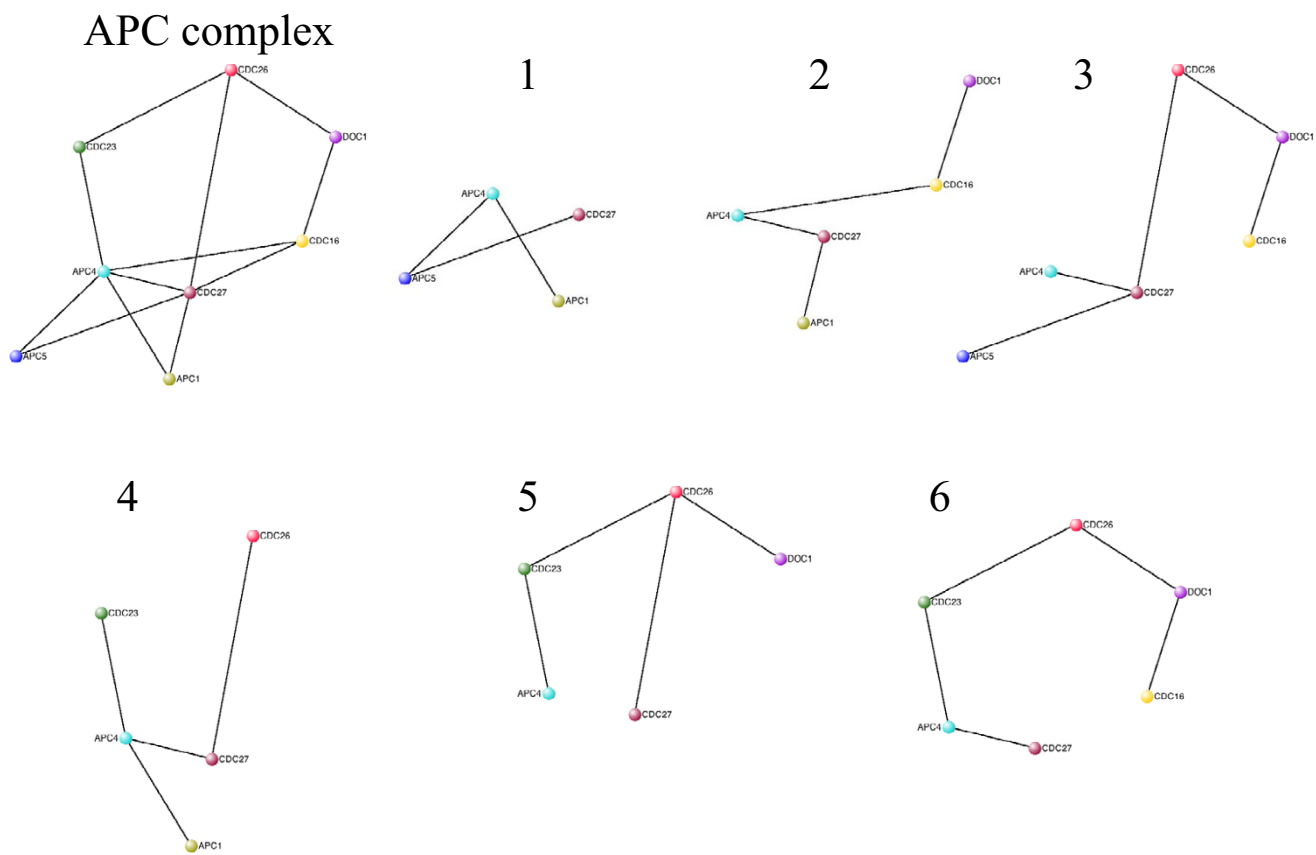 APC complex
CDC26
DOC1
CDC23
CDC16
APC4
CDC27
APC5
APC1
1
APC4
CDC27
APC5
APC1
2
DOC1
CDC16
APC4
CDC27
APC1
3
CDC26
DOC1
CDC16
APC4
CDC27
APC5
4
CDC26
CDC23
APC4
CDC27
APC1
5
CDC26
CDC23
DOC1
APC4
CDC27
6
CDC26
CDC23
DOC1
CDC16
APC4
CDC27